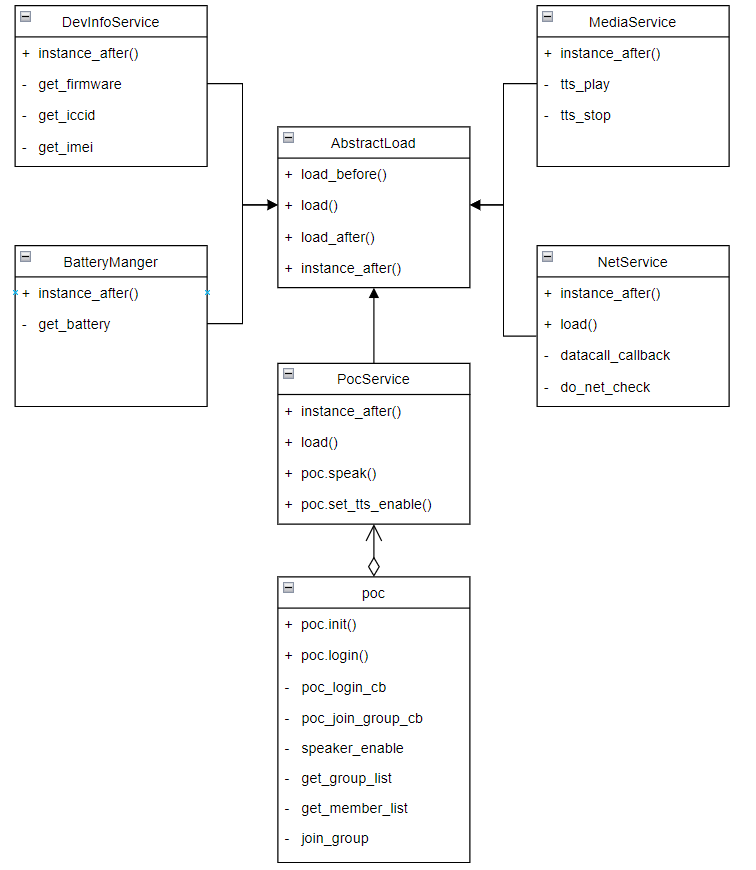 DevInfoService
+ instance_after()
- get_firmware
- get_iccid
- get_imei
MediaService
+ instance_after()
- tts_play
- tts_stop
AbstractLoad
+ load_before()
+ load()
+ load_after()
+ instance_after()
BatteryManger
+ instance_after()
- get_battery
NetService
+ instance_after()
+ load()
- datacall_callback
- do_net_check
PocService
+ instance_after()
+ load()
+ poc.speak()
+ poc.set_tts_enable()
poc
+ poc.init()
+ poc.login()
- poc_login_cb
- poc_join_group_cb
- speaker_enable
- get_group_list
- get_member_list
- join_group